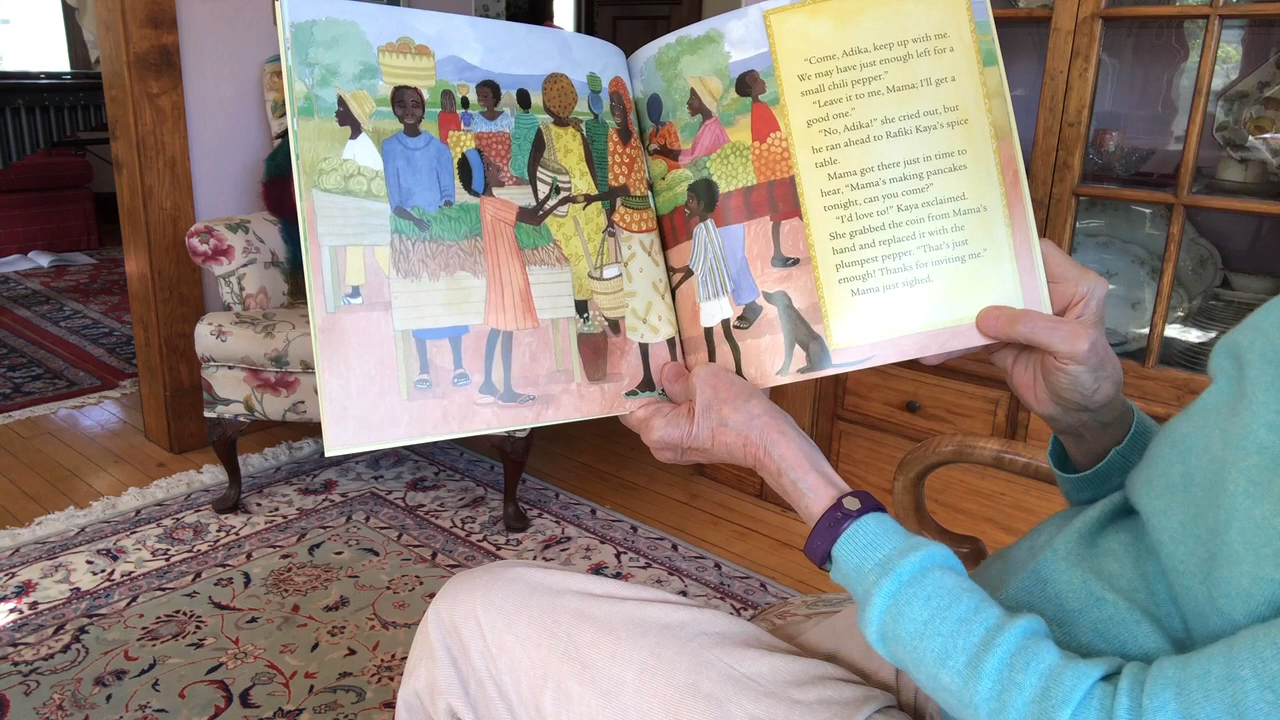 “Come, Adika, keep up with me.
We may have just enough left for a
small chili pepper.”
“Leave it to me, Mama; I’ll get a
good one.”
“No, Adika!” she cried out, but
he ran ahead to Rafiki Kaya’s spice
table.
Mama got there just in time to
hear, “Mama’s making pancakes
tonight, can you come?”
“I’d love to!” Kaya exclaimed.
She grabbed the coin from Mama’s
hand and replaced it with the
plumpest pepper. “That’s just
enough! Thanks for inviting me.”
Mama just sighed.